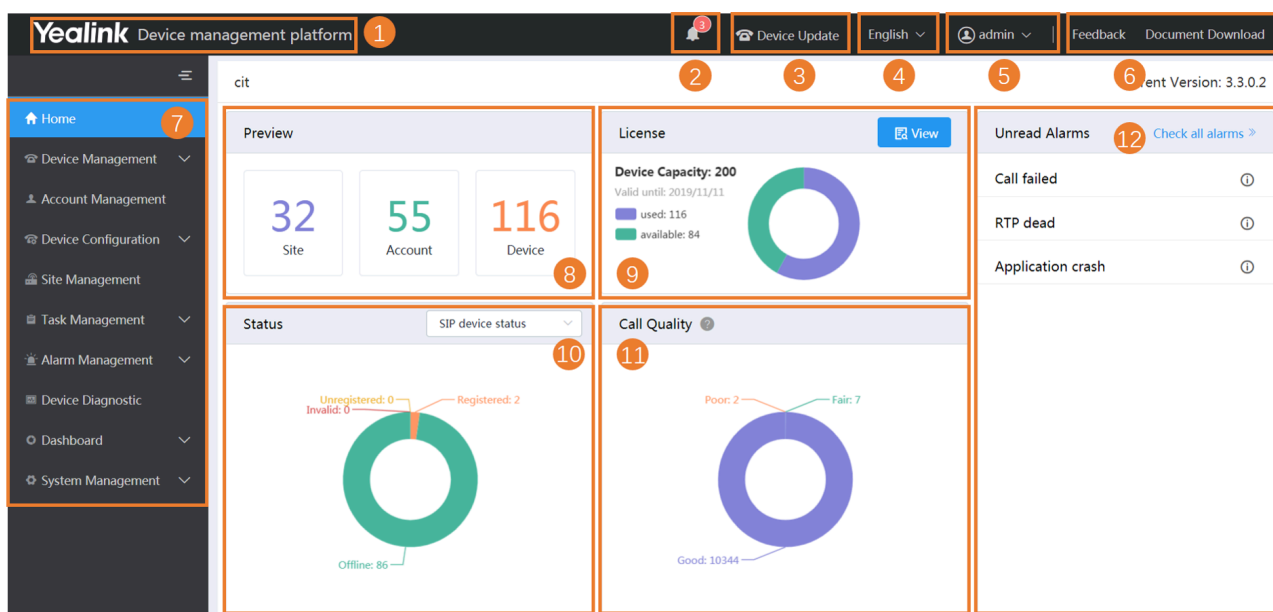 Yealink Device management platform
1
3
Device Update
English
admin
Feedback
Document Download
2
3
4
5
6
cit
rent Version: 3.3.0.2
7
Home
Device Management
Account Management
Device Configuration
Site Management
Task Management
Alarm Management
Device Diagnostic
Dashboard
System Management
Preview
32
Site
55
Account
116
Device
8
License
View
Device Capacity: 200
Valid until: 2019/11/11
used: 116
available: 84
9
Unread Alarms
12
Check all alarms
Call failed
RTP dead
Application crash
Status
SIP device status
10
Unregistered: 0
Invalid: 0
Registered: 2
Offline: 86
Call Quality
?
11
Poor: 2
Fair: 7
Good: 10344